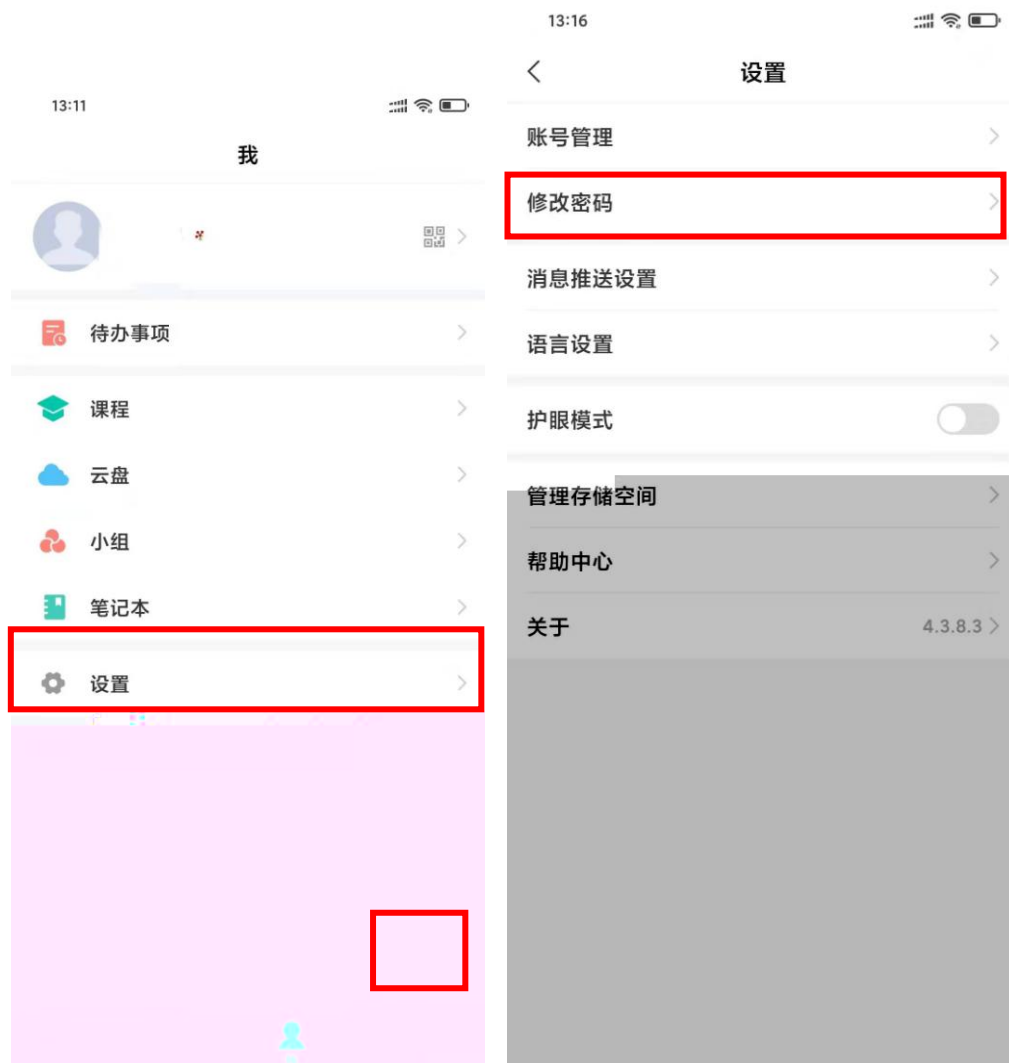 13:11
我
待办事项
课程
云盘
小组
笔记本
设置
13:16
设置
账号管理
修改密码
消息推送设置
语言设置
护眼模式
管理存储空间
帮助中心
关于 4.3.8.3